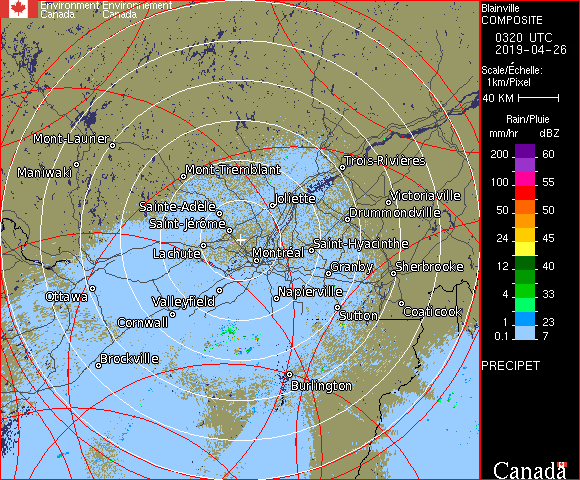 Environment Environnement
Canada Canada
Mont-Laurier
Maniwaki
Mont-Tremblant
Trois-Rivières
Joliette
Victoriaville
Sainte-Adele
Drummondville
Saint-Jérôme
Lachute
Montréal
Saint-Hyacinthe
Granby
Sherbrooke
Ottawa
Valleyfield
Napierville
Cornwall
Sutton
Coaticook
Brockville
Burlington
Blainville
COMPOSITE
0320 UTC
2019-04-26
Scale/Échelle:
1km/Pixel
40 KM
Rain/Pluie
mm/hr dBZ
200 60
100 55
50 50
24 45
12 40
4 33
1 23
0.1 7
PRECIPET
Canada